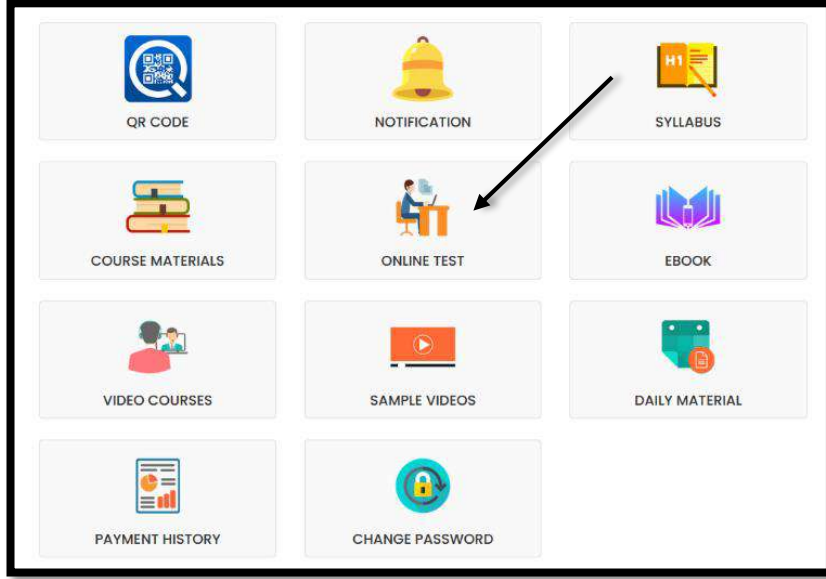 QR CODE
NOTIFICATION
H1
SYLLABUS
COURSE MATERIALS
ONLINE TEST
EBOOK
VIDEO COURSES
SAMPLE VIDEOS
DAILY MATERIAL
PAYMENT HISTORY
CHANGE PASSWORD